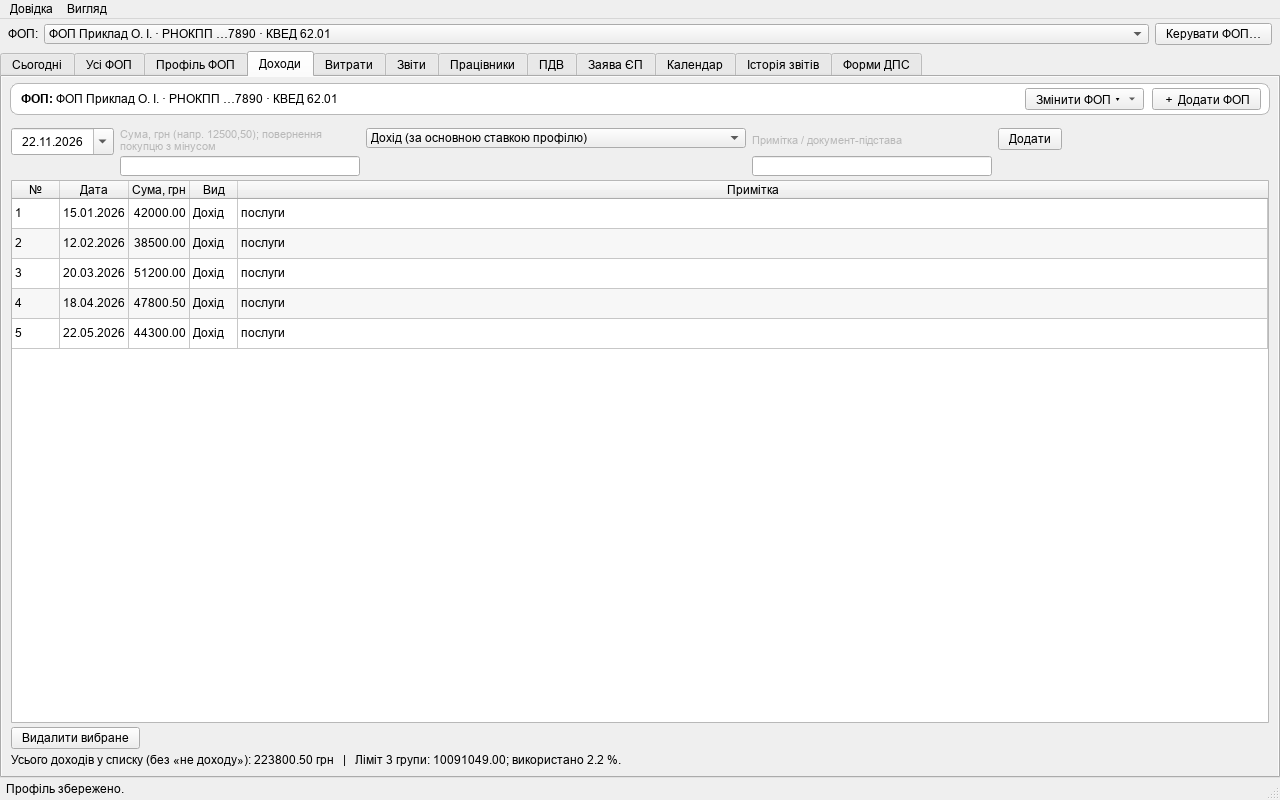 Довідка Вигляд
ФОП: ФОП Приклад О. І. · РНОКПП …7890 · КВЕД 62.01 Керувати ФОП…
Сьогодні Усі ФОП Профіль ФОП Доходи Витрати Звіти Працівники ПДВ Заява ЄП Календар Історія звітів Форми ДПС
ФОП: ФОП Приклад О. І. · РНОКПП …7890 · КВЕД 62.01 Змінити ФОП + Додати ФОП
22.11.2026 Сума, грн (напр. 12500,50); повернення покупцю з мінусом Дохід (за основною ставкою профілю) Примітка / документ-підстава Додати
№ Дата Сума, грн Вид Примітка
1 15.01.2026 42000.00 Дохід послуги
2 12.02.2026 38500.00 Дохід послуги
3 20.03.2026 51200.00 Дохід послуги
4 18.04.2026 47800.50 Дохід послуги
5 22.05.2026 44300.00 Дохід послуги
Видалити вибране
Усього доходів у списку (без «не доходу»): 223800.50 грн | Ліміт 3 групи: 10091049.00; використано 2.2 %.
Профіль збережено.